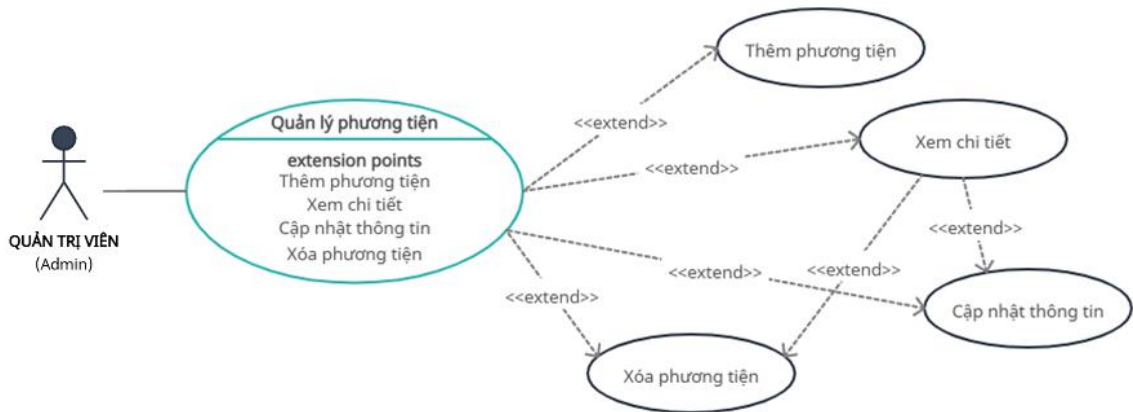 Thêm phương tiện
<<extend>>
Quản lý phương tiện
extension points
Thêm phương tiện
Xem chi tiết
Cập nhật thông tin
Xóa phương tiện
<<extend>>
Xem chi tiết
QUẢN TRỊ VIÊN
(Admin)
<<extend>>
<<extend>>
<<extend>>
<<extend>>
Cập nhật thông tin
Xóa phương tiện